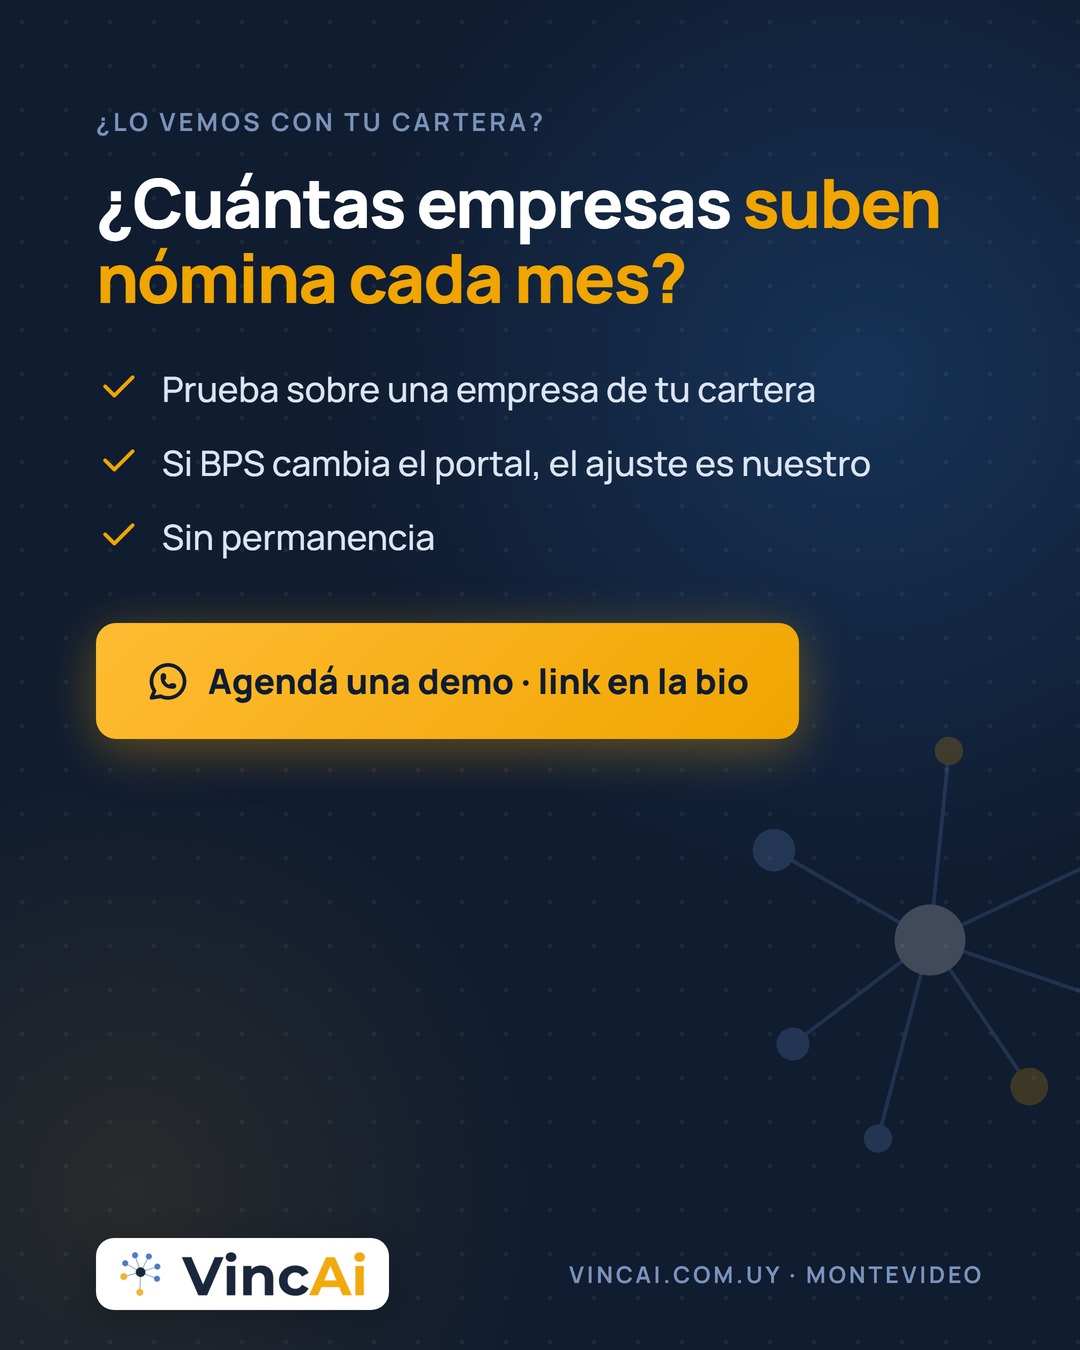 ¿LO VEMOS CON TU CARTERA?
¿Cuántas empresas suben
nómina cada mes?
Prueba sobre una empresa de tu cartera
Si BPS cambia el portal, el ajuste es nuestro
Sin permanencia
Agendá una demo · link en la bio
VincAi
VINCAI.COM.UY · MONTEVIDEO